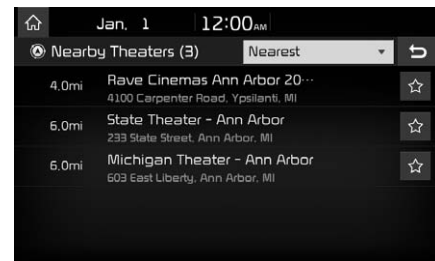 Jan. 1 12:00 AM
Nearby Theaters (3) Nearest
4.0mi Rave Cinemas Ann Arbor 20…
4100 Carpenter Road, Ypsilanti, MI
6.0mi State Theater - Ann Arbor
233 State Street, Ann Arbor, MI
6.0mi Michigan Theater - Ann Arbor
603 East Liberty, Ann Arbor, MI